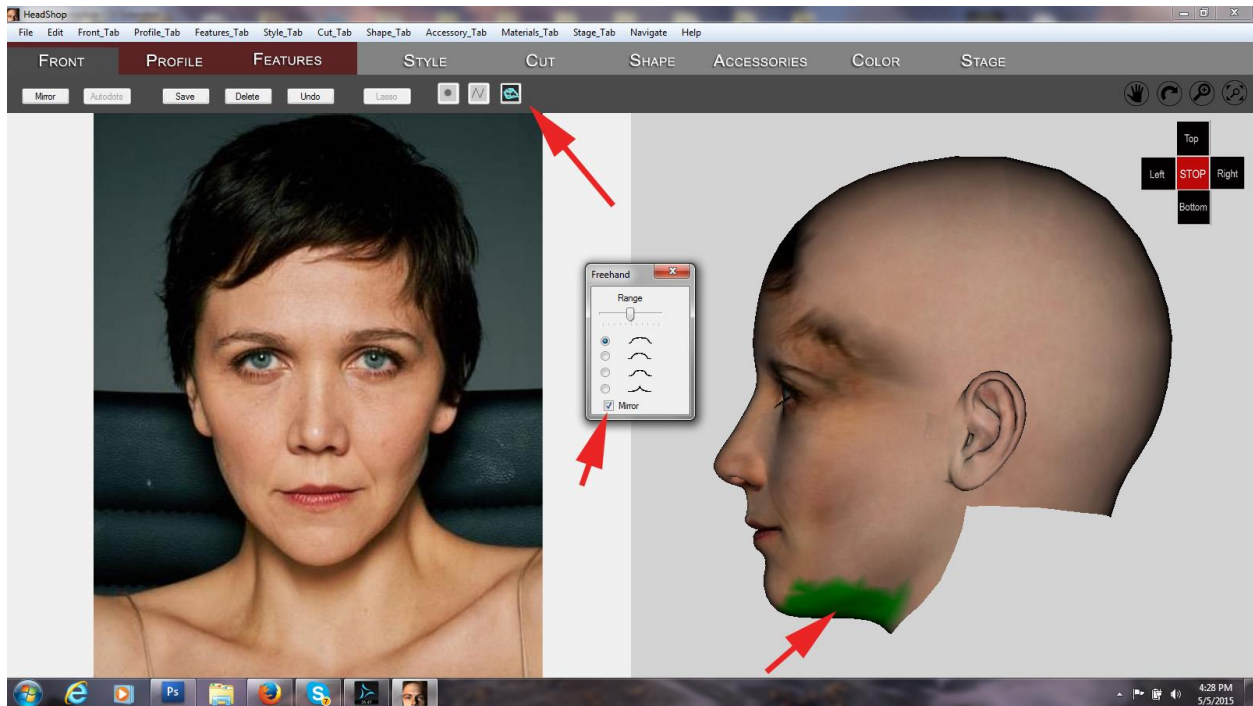 HeadShop
File Edit Front_Tab Profile_Tab Features_Tab Style_Tab Cut_Tab Shape_Tab Accessory_Tab Materials_Tab Stage_Tab Navigate Help
FRONT PROFILE FEATURES STYLE CUT SHAPE ACCESSORIES COLOR STAGE
Mirror Autodots Save Delete Undo Lasso
Top
Left STOP Right
Bottom
Freehand
Range
Mirror
Ps
4:28 PM
5/5/2015